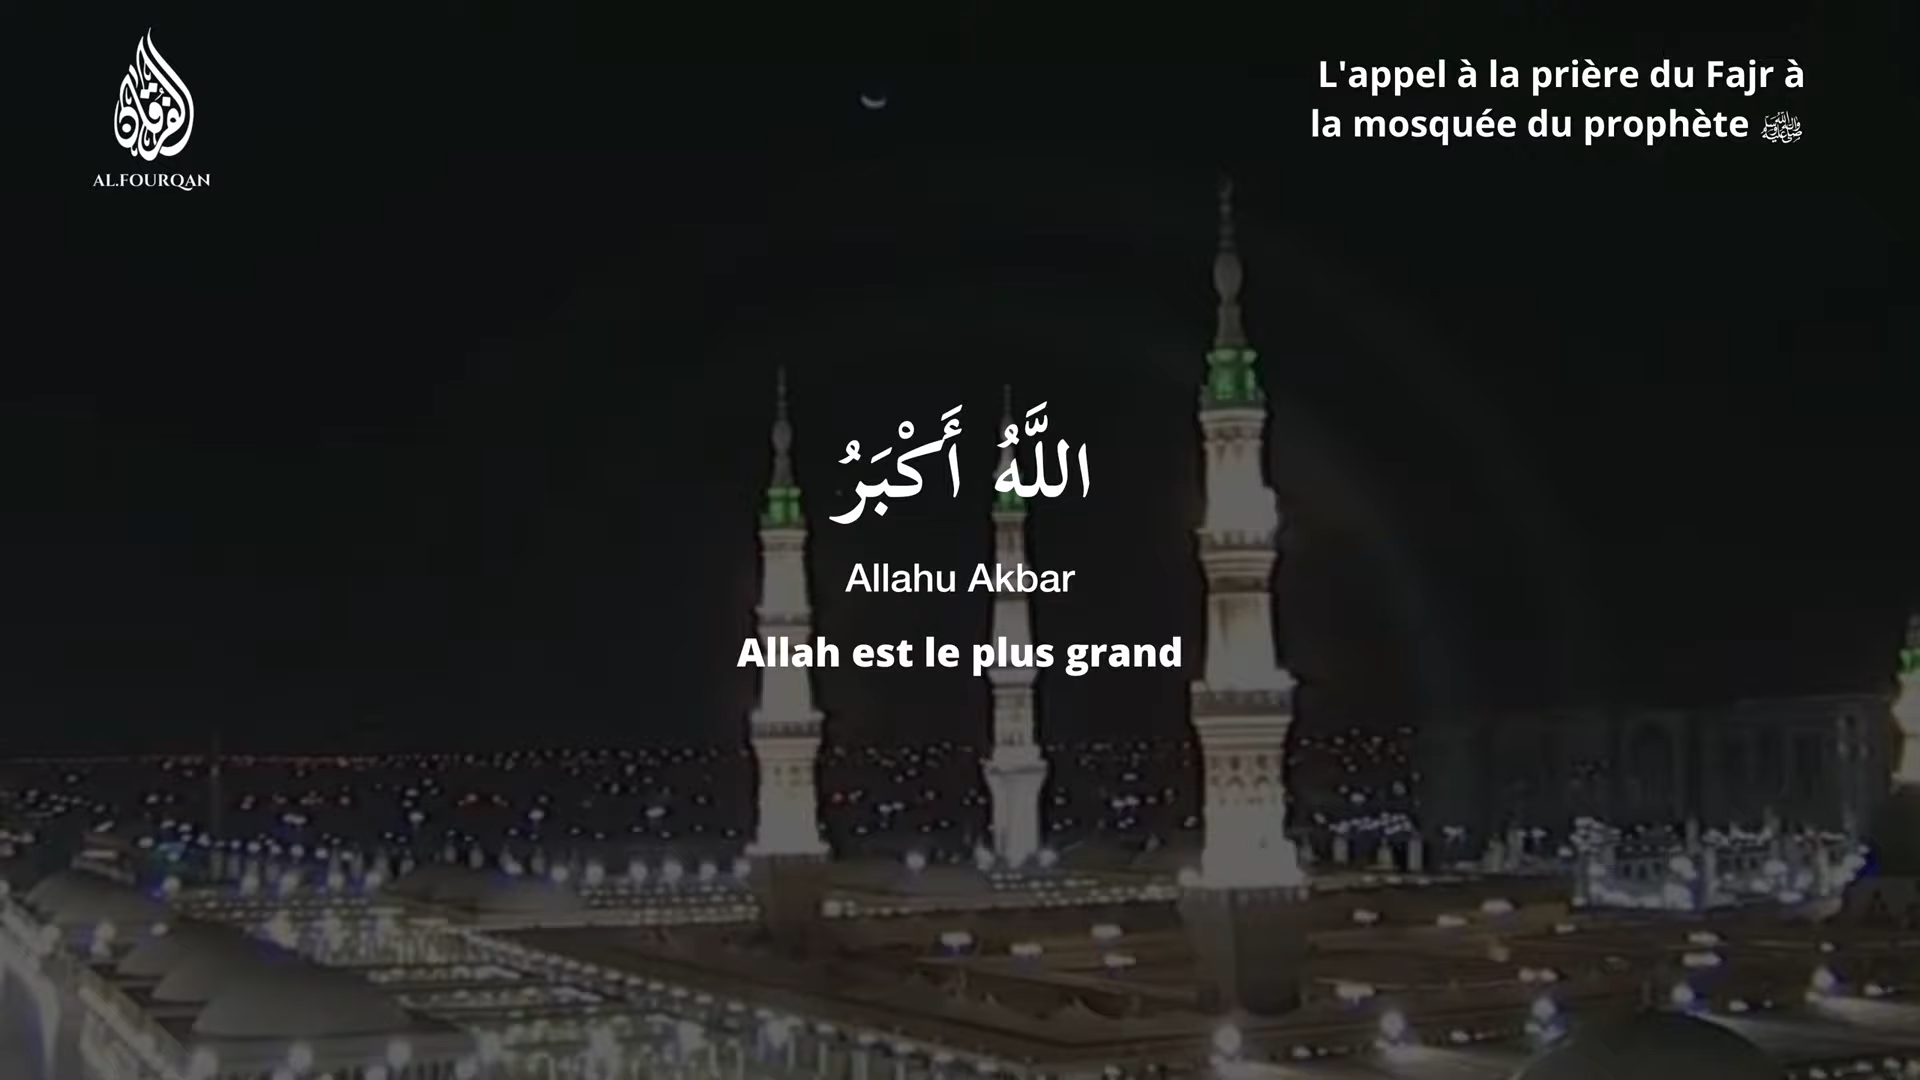 الفرقان
AL.FOURQAN
L'appel à la prière du Fajr à
la mosquée du prophète ﷺ
اللَّهُ أَكْبَرُ
Allahu Akbar
Allah est le plus grand